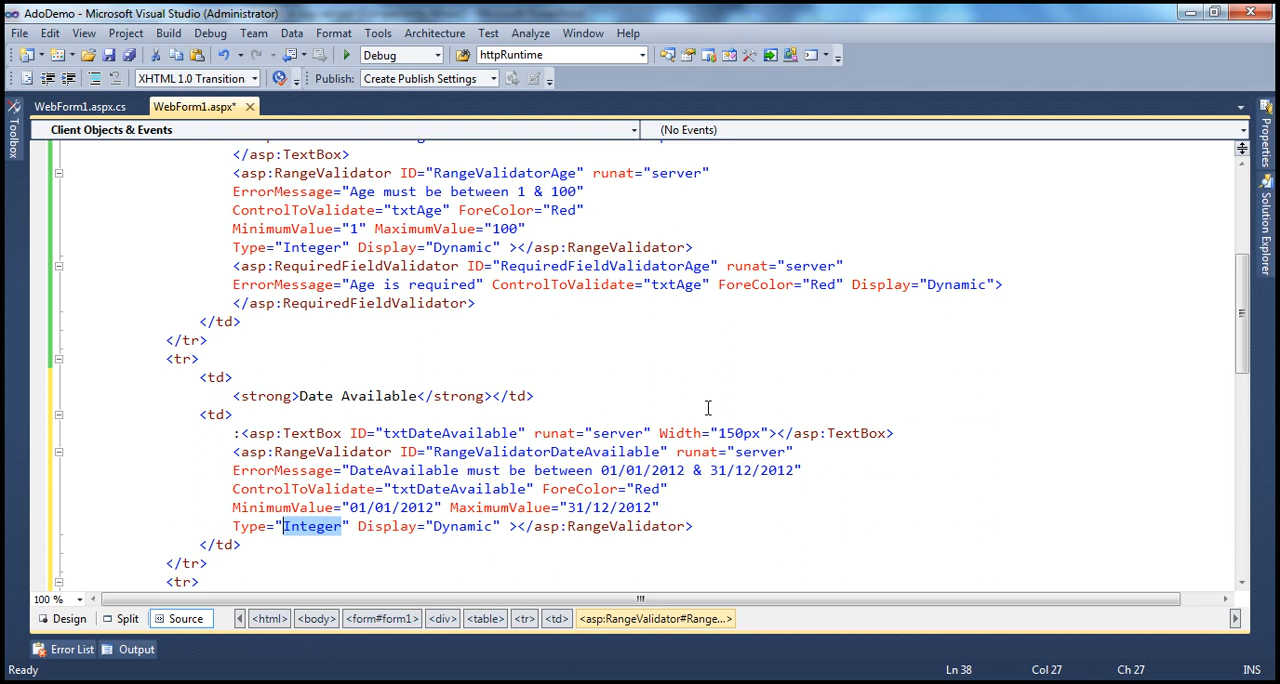 AdoDemo - Microsoft Visual Studio (Administrator)
File Edit View Project Build Debug Team Data Format Tools Architecture Test Analyze Window Help
Debug httpRuntime
XHTML 1.0 Transition Publish: Create Publish Settings
WebForm1.aspx.cs WebForm1.aspx*
Client Objects & Events (No Events)
Toolbox
Properties
Solution Explorer
</asp:TextBox>
<asp:RangeValidator ID="RangeValidatorAge" runat="server"
ErrorMessage="Age must be between 1 & 100"
ControlToValidate="txtAge" ForeColor="Red"
MinimumValue="1" MaximumValue="100"
Type="Integer" Display="Dynamic" ></asp:RangeValidator>
<asp:RequiredFieldValidator ID="RequiredFieldValidatorAge" runat="server"
ErrorMessage="Age is required" ControlToValidate="txtAge" ForeColor="Red" Display="Dynamic">
</asp:RequiredFieldValidator>
</td>
</tr>
<tr>
<td>
<strong>Date Available</strong></td>
<td>
:<asp:TextBox ID="txtDateAvailable" runat="server" Width="150px"></asp:TextBox>
<asp:RangeValidator ID="RangeValidatorDateAvailable" runat="server"
ErrorMessage="DateAvailable must be between 01/01/2012 & 31/12/2012"
ControlToValidate="txtDateAvailable" ForeColor="Red"
MinimumValue="01/01/2012" MaximumValue="31/12/2012"
Type="Integer" Display="Dynamic" ></asp:RangeValidator>
</td>
</tr>
<tr>
100 %
Design Split Source <html> <body> <form#form1> <div> <table> <tr> <td> <asp:RangeValidator#Range...>
Error List Output
Ready Ln 38 Col 27 Ch 27 INS